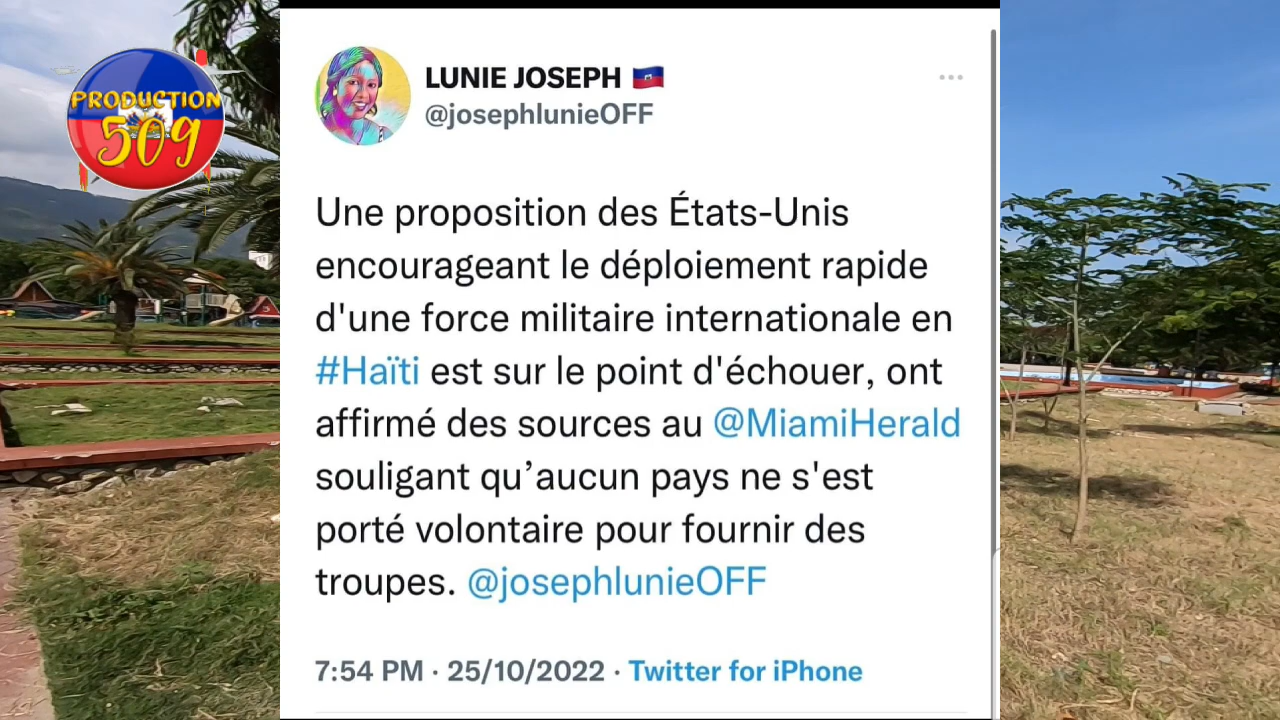 PRODUCTION
509
LUNIE JOSEPH
@josephlunieOFF
Une proposition des États-Unis
encourageant le déploiement rapide
d'une force militaire internationale en
#Haïti est sur le point d'échouer, ont
affirmé des sources au @MiamiHerald
souligant qu’aucun pays ne s'est
porté volontaire pour fournir des
troupes. @josephlunieOFF
7:54 PM · 25/10/2022 · Twitter for iPhone